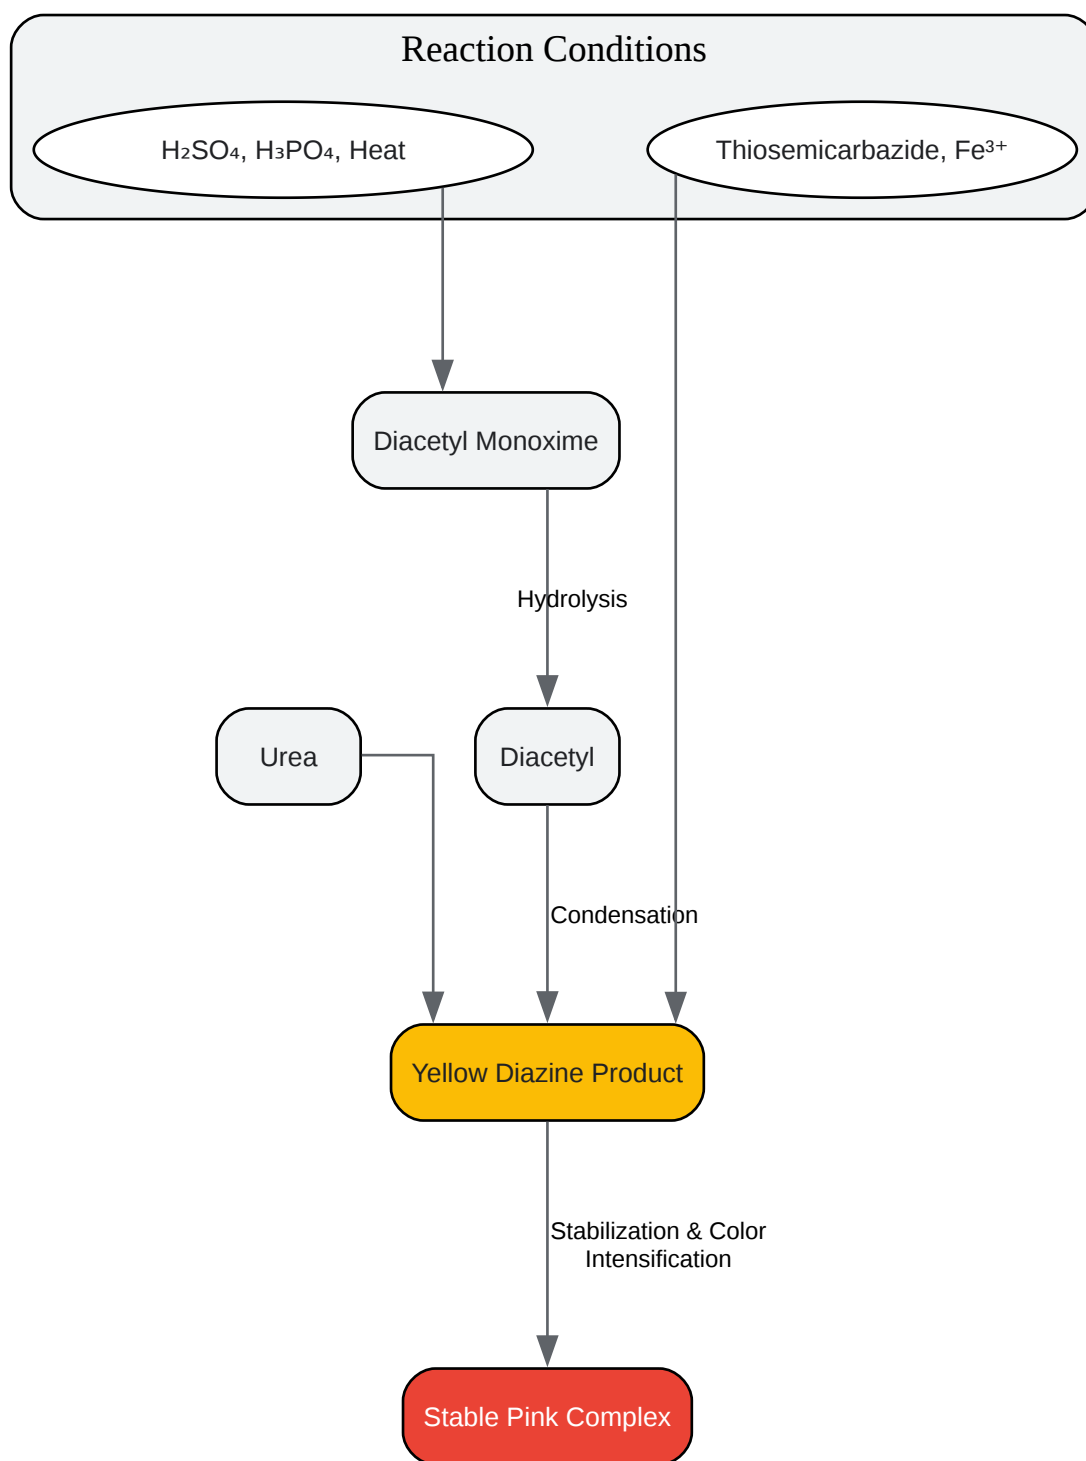 Reaction Conditions
H₂SO₄, H₃PO₄, Heat
Thiosemicarbazide, Fe³⁺
Diacetyl Monoxime
Hydrolysis
Urea
Diacetyl
Condensation
Yellow Diazine Product
Stabilization & Color
Intensification
Stable Pink Complex